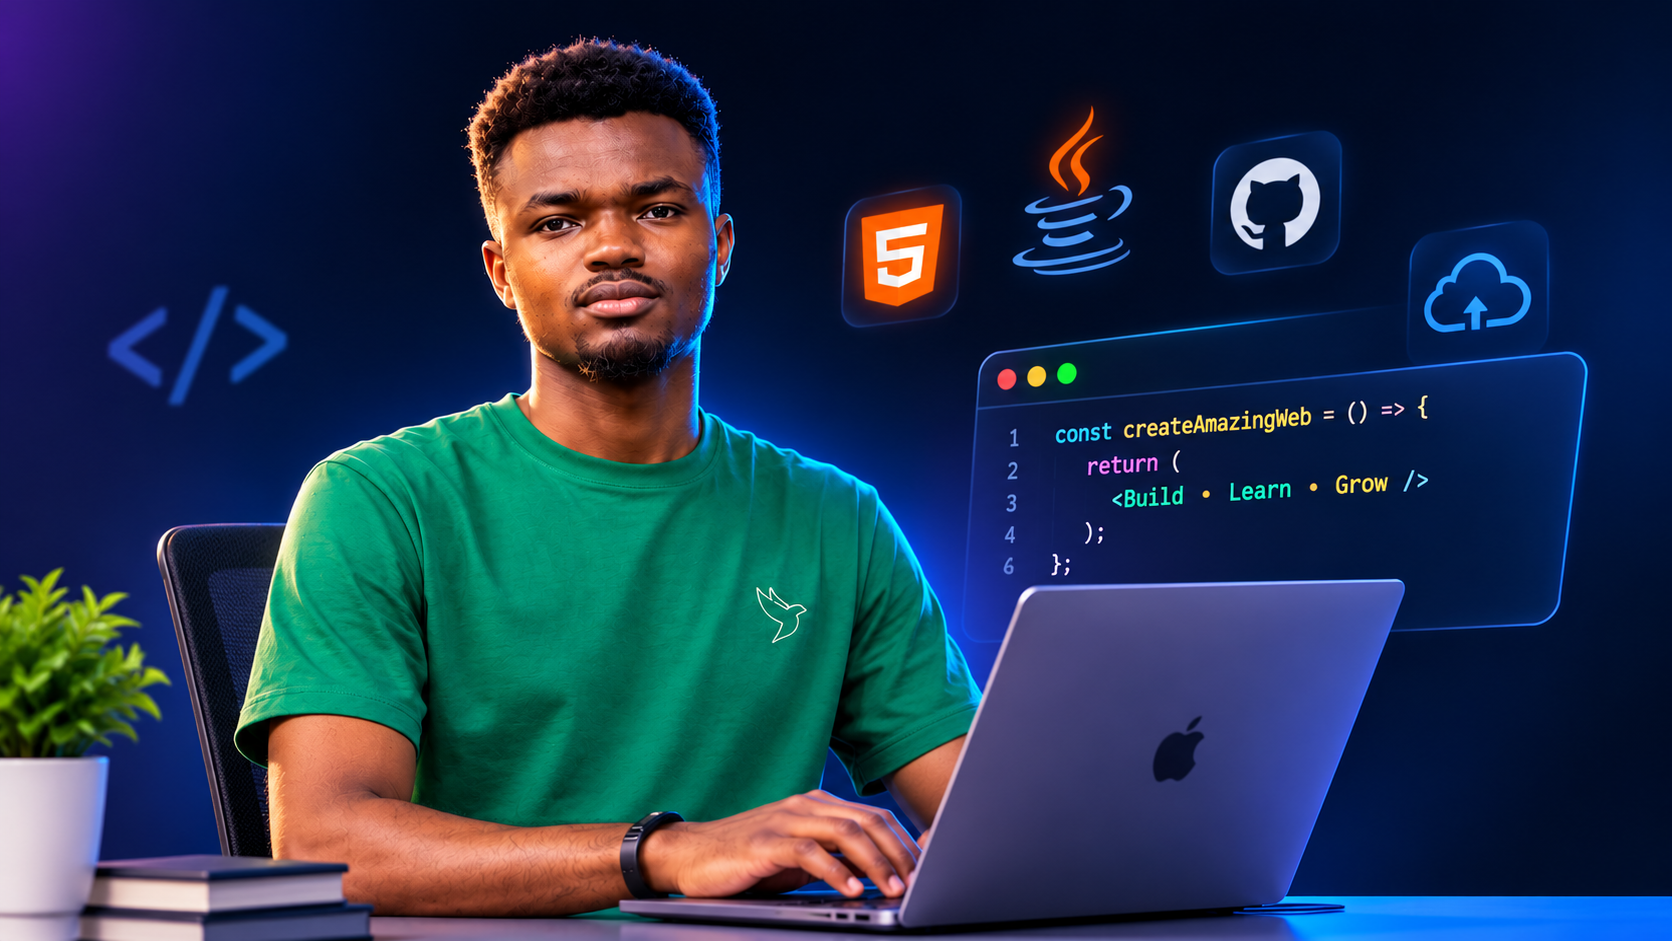 </>
5
1 const createAmazingWeb = () => {
2 return (
3 <Build • Learn • Grow />
4 );
6 };